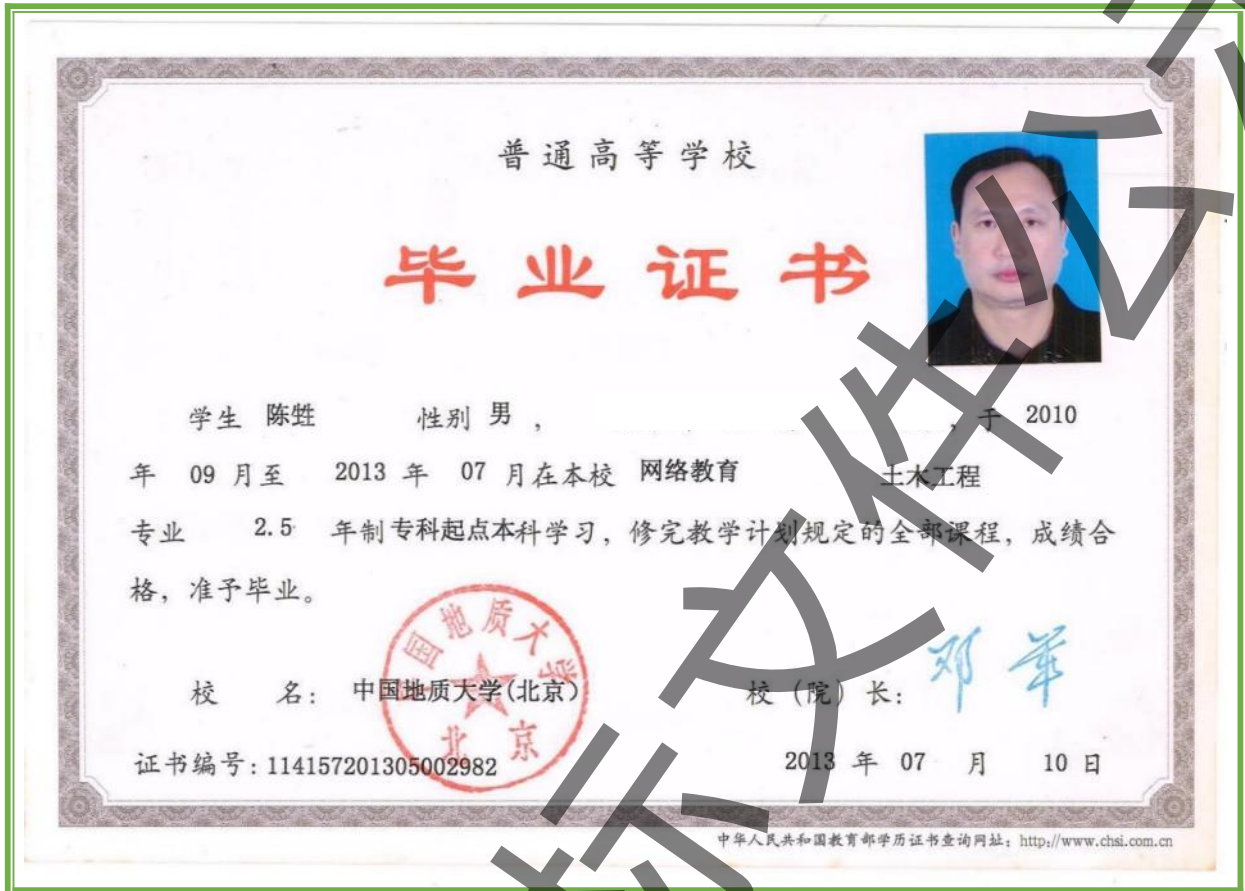 普通高等学校
毕业证书
学生 陈甡 性别 男 , , 于 2010
年 09 月至 2013 年 07 月在本校 网络教育 土木工程
专业 2.5 年制专科起点本科学习，修完教学计划规定的全部课程，成绩合
格，准予毕业。
国地质大学
北京
校 名： 中国地质大学(北京)
校（院）长： 邓军
证书编号：114157201305002982
2013 年 07 月 10 日
中华人民共和国教育部学历证书查询网址：http://www.chsi.com.cn
标文件公